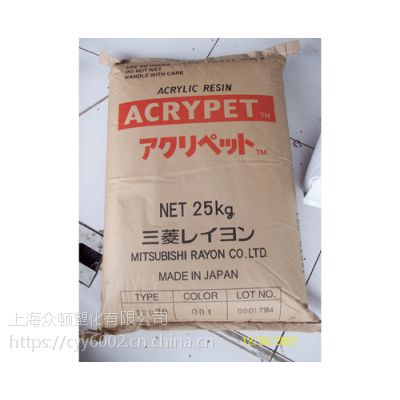 USE NO HOOKS
DO NOT WET
HANDLE WITH CARE
ACRYLIC RESIN
ACRYPET™
アクリペット™
NET 25kg
三菱レイヨン
MITSUBISHI RAYON CO. LTD.
MADE IN JAPAN
TYPE COLOR LOT NO.
001 0901794
上海众顿塑化有限公司
https://cyy6002.cn.china.cn